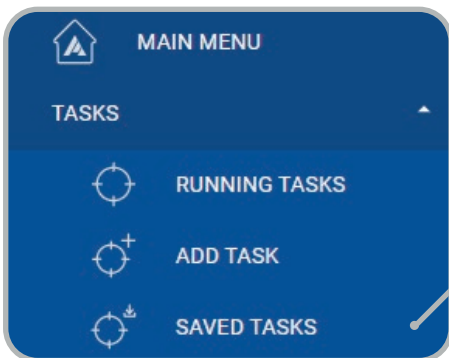 MAIN MENU
TASKS
RUNNING TASKS
ADD TASK
SAVED TASKS